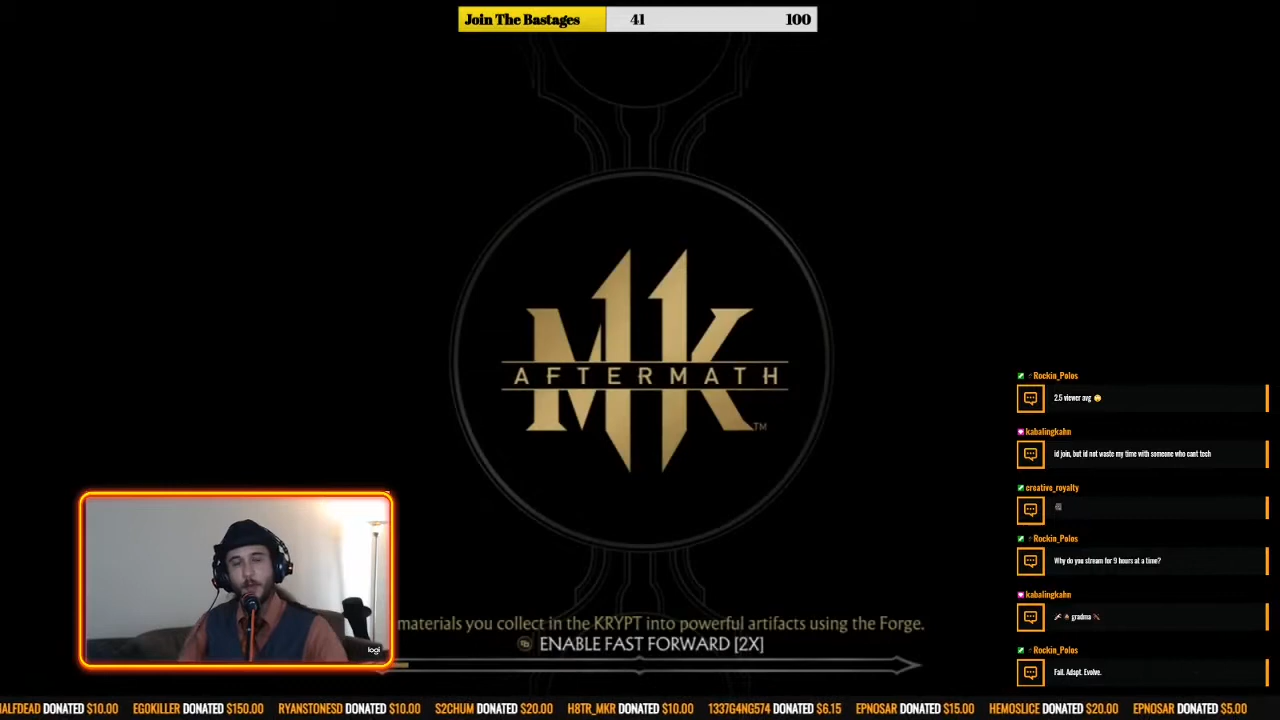 Join The Bastages 41 100
MK11
AFTERMATH
TM
Rockin_Polos
2.5 viewer avg
kabalingkahn
id join, but id not waste my time with someone who cant tech
creative_royalty
Rockin_Polos
Why do you stream for 9 hours at a time?
kabalingkahn
gradma
Rockin_Polos
Fail. Adapt. Evolve.
materials you collect in the KRYPT into powerful artifacts using the Forge.
ENABLE FAST FORWARD [2X]
logi
HALFDEAD DONATED $10.00 EGOKILLER DONATED $150.00 RYANSTONESD DONATED $10.00 S2CHUM DONATED $20.00 H8TR_MKR DONATED $10.00 1337G4NG574 DONATED $6.15 EPNOSAR DONATED $15.00 HEMOSLICE DONATED $20.00 EPNOSAR DONATED $5.00